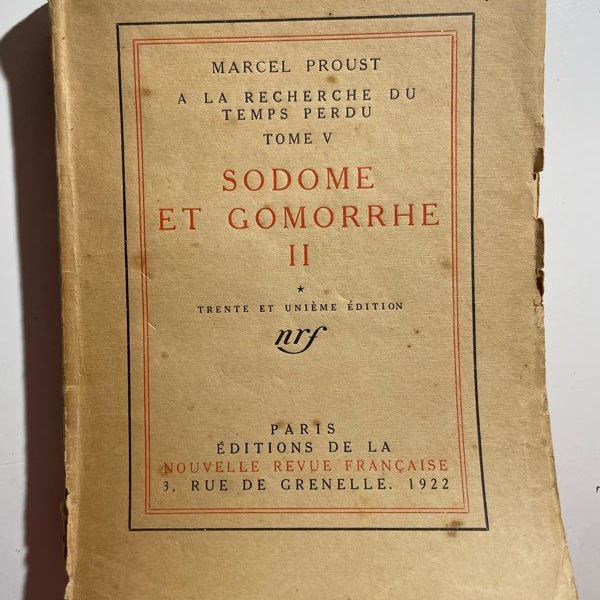 MARCEL PROUST
A LA RECHERCHE DU
TEMPS PERDU
TOME V
SODOME
ET GOMORRHE
II
*
TRENTE ET UNIÈME ÉDITION
nrf
PARIS
ÉDITIONS DE LA
NOUVELLE REVUE FRANÇAISE
3, RUE DE GRENELLE. 1922